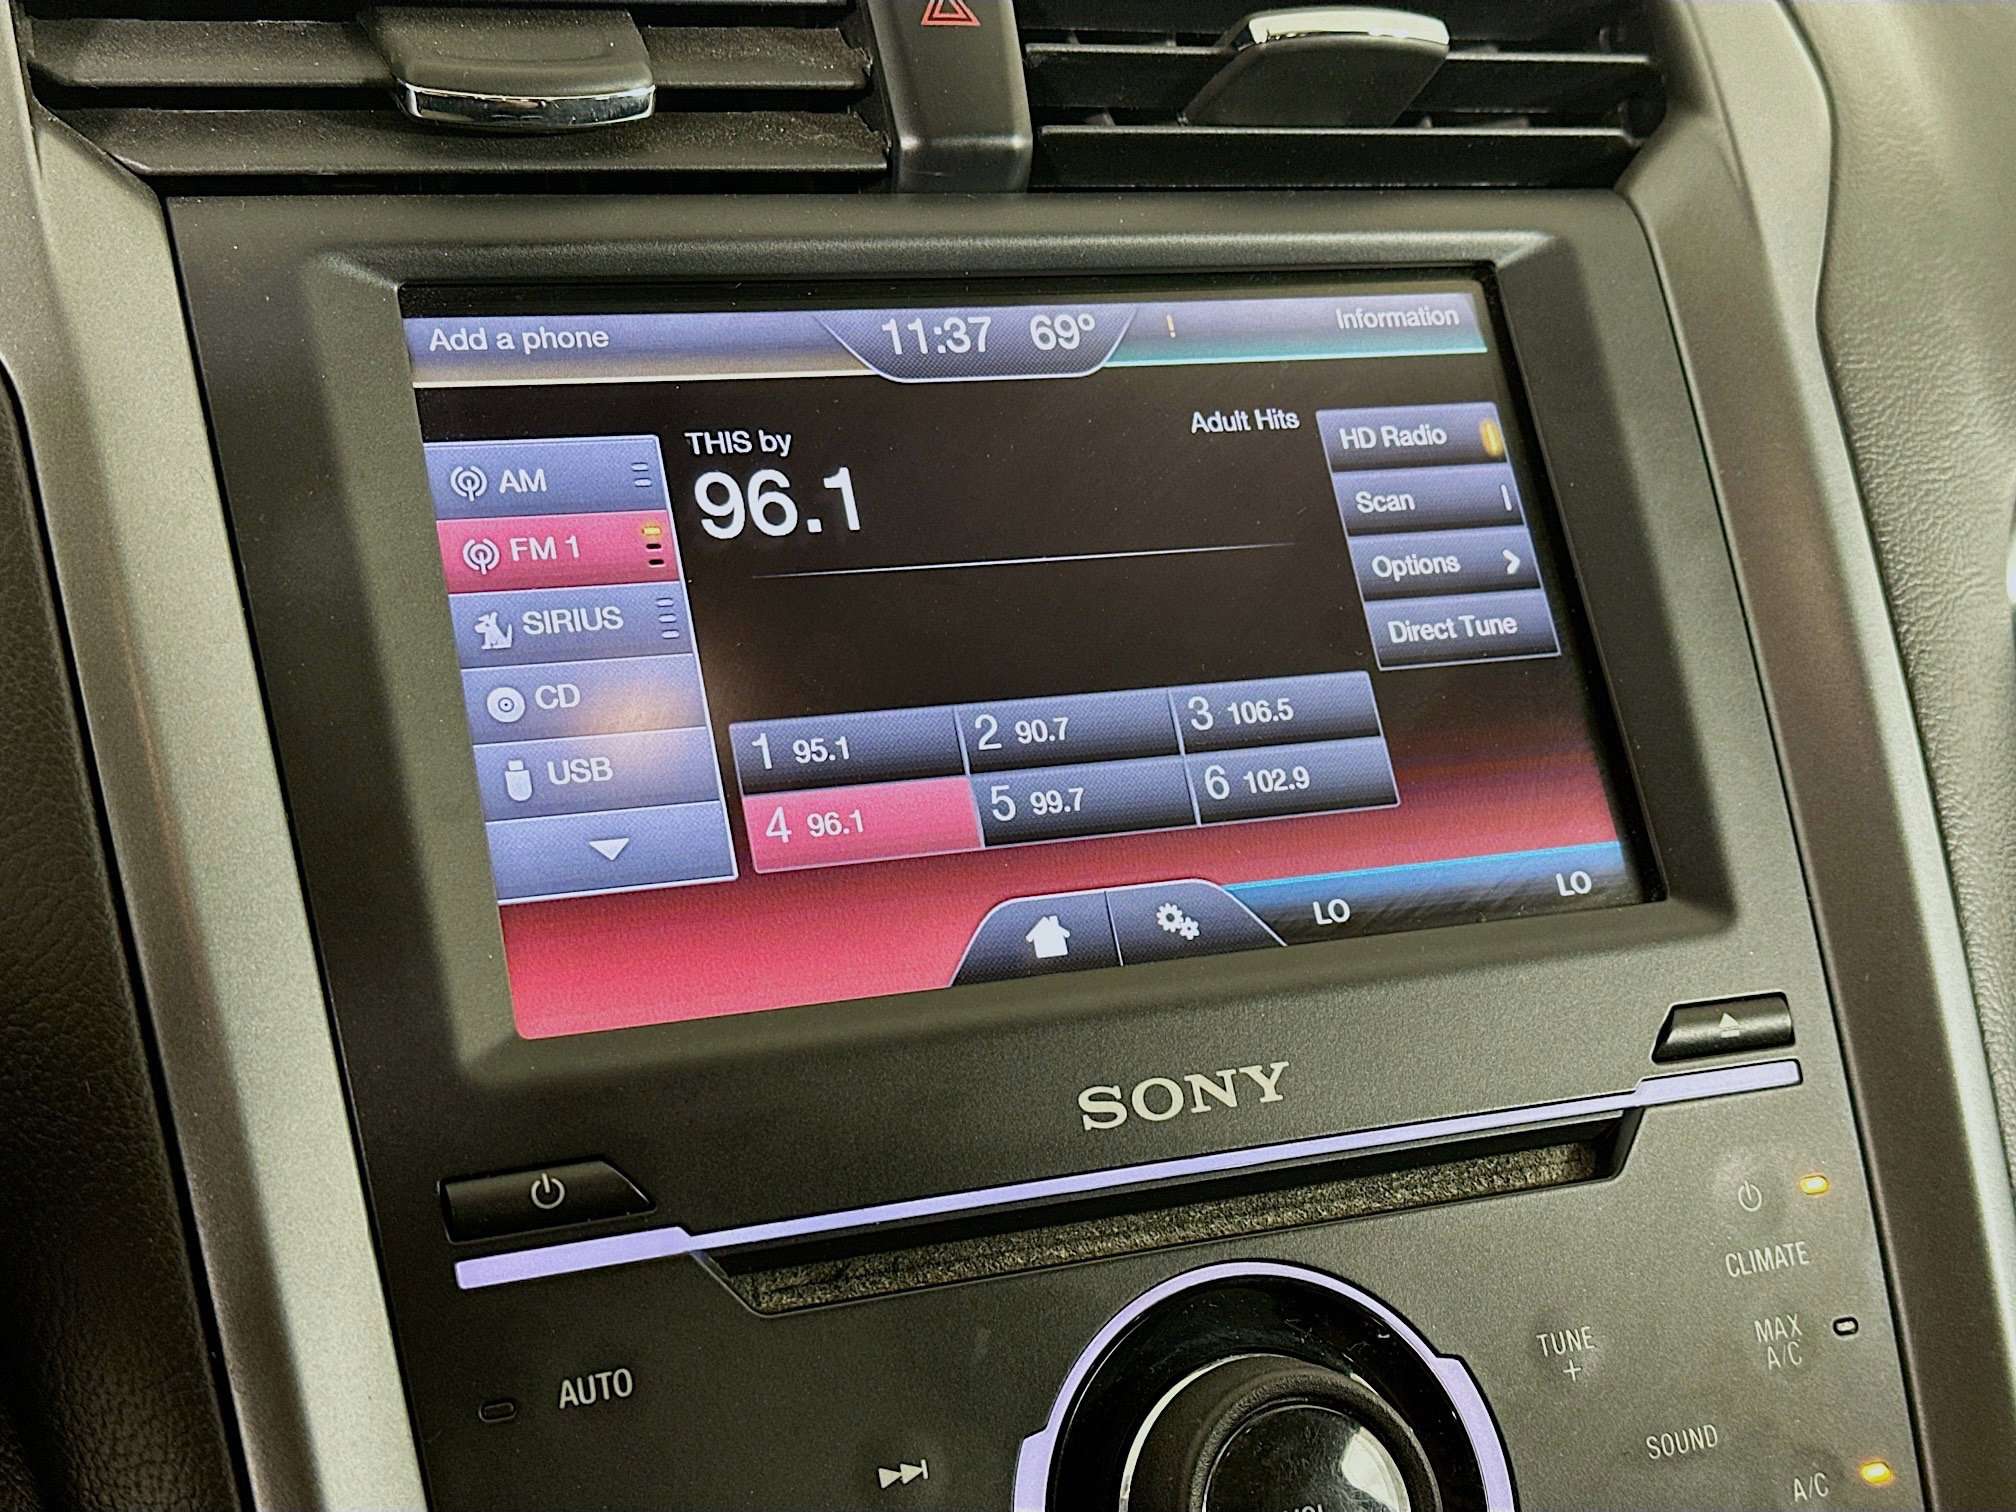 Add a phone
11:37 69°
!
Information
AM
FM 1
SIRIUS
CD
USB
THIS by
96.1
Adult Hits
HD Radio
Scan
Options
Direct Tune
1 95.1
2 90.7
3 106.5
4 96.1
5 99.7
6 102.9
LO
LO
SONY
CLIMATE
AUTO
TUNE
+
MAX
A/C
SOUND
A/C